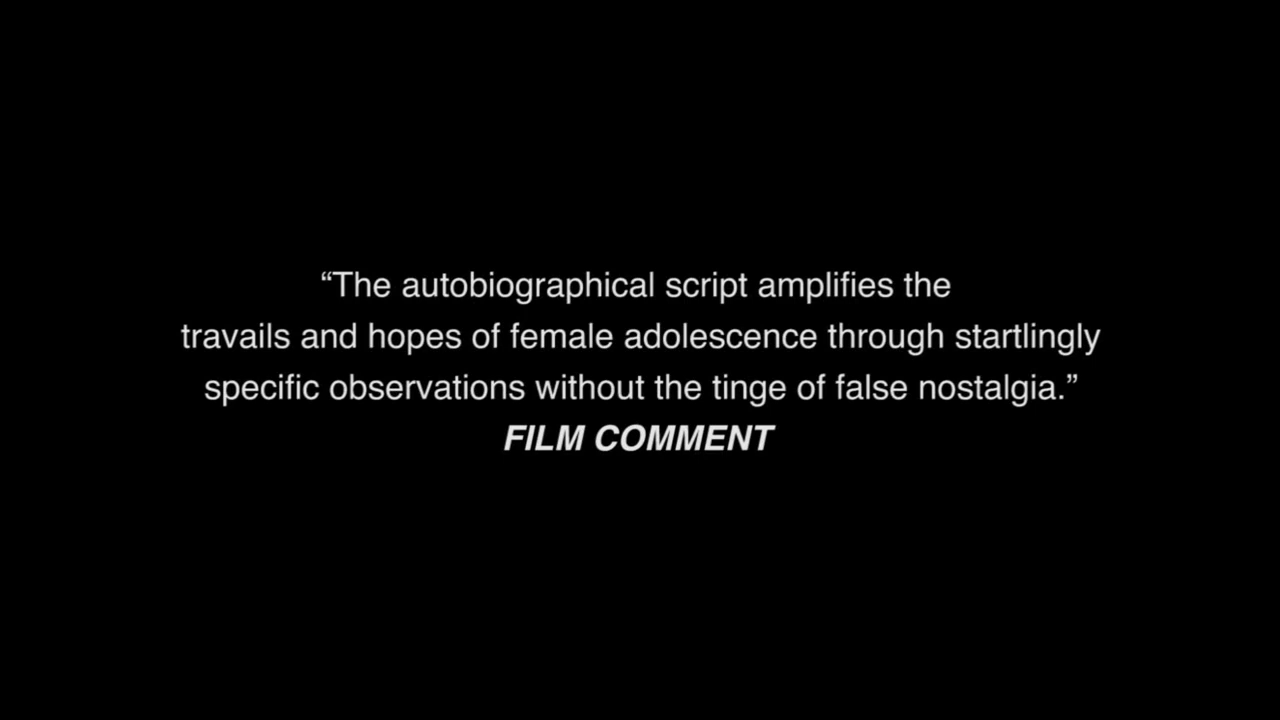 “The autobiographical script amplifies the
travails and hopes of female adolescence through startlingly
specific observations without the tinge of false nostalgia.”
FILM COMMENT